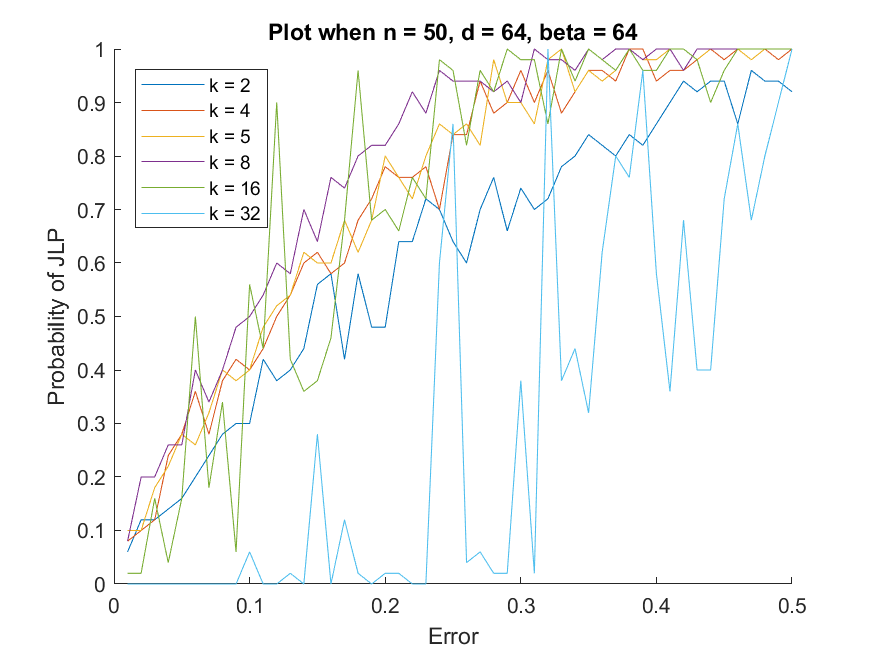 Plot when n = 50, d = 64, beta = 64
1
0.9
0.8
0.7
0.6
0.5
0.4
0.3
0.2
0.1
0
Probability of JLP
k = 2
k = 4
k = 5
k = 8
k = 16
k = 32
0 0.1 0.2 0.3 0.4 0.5
Error